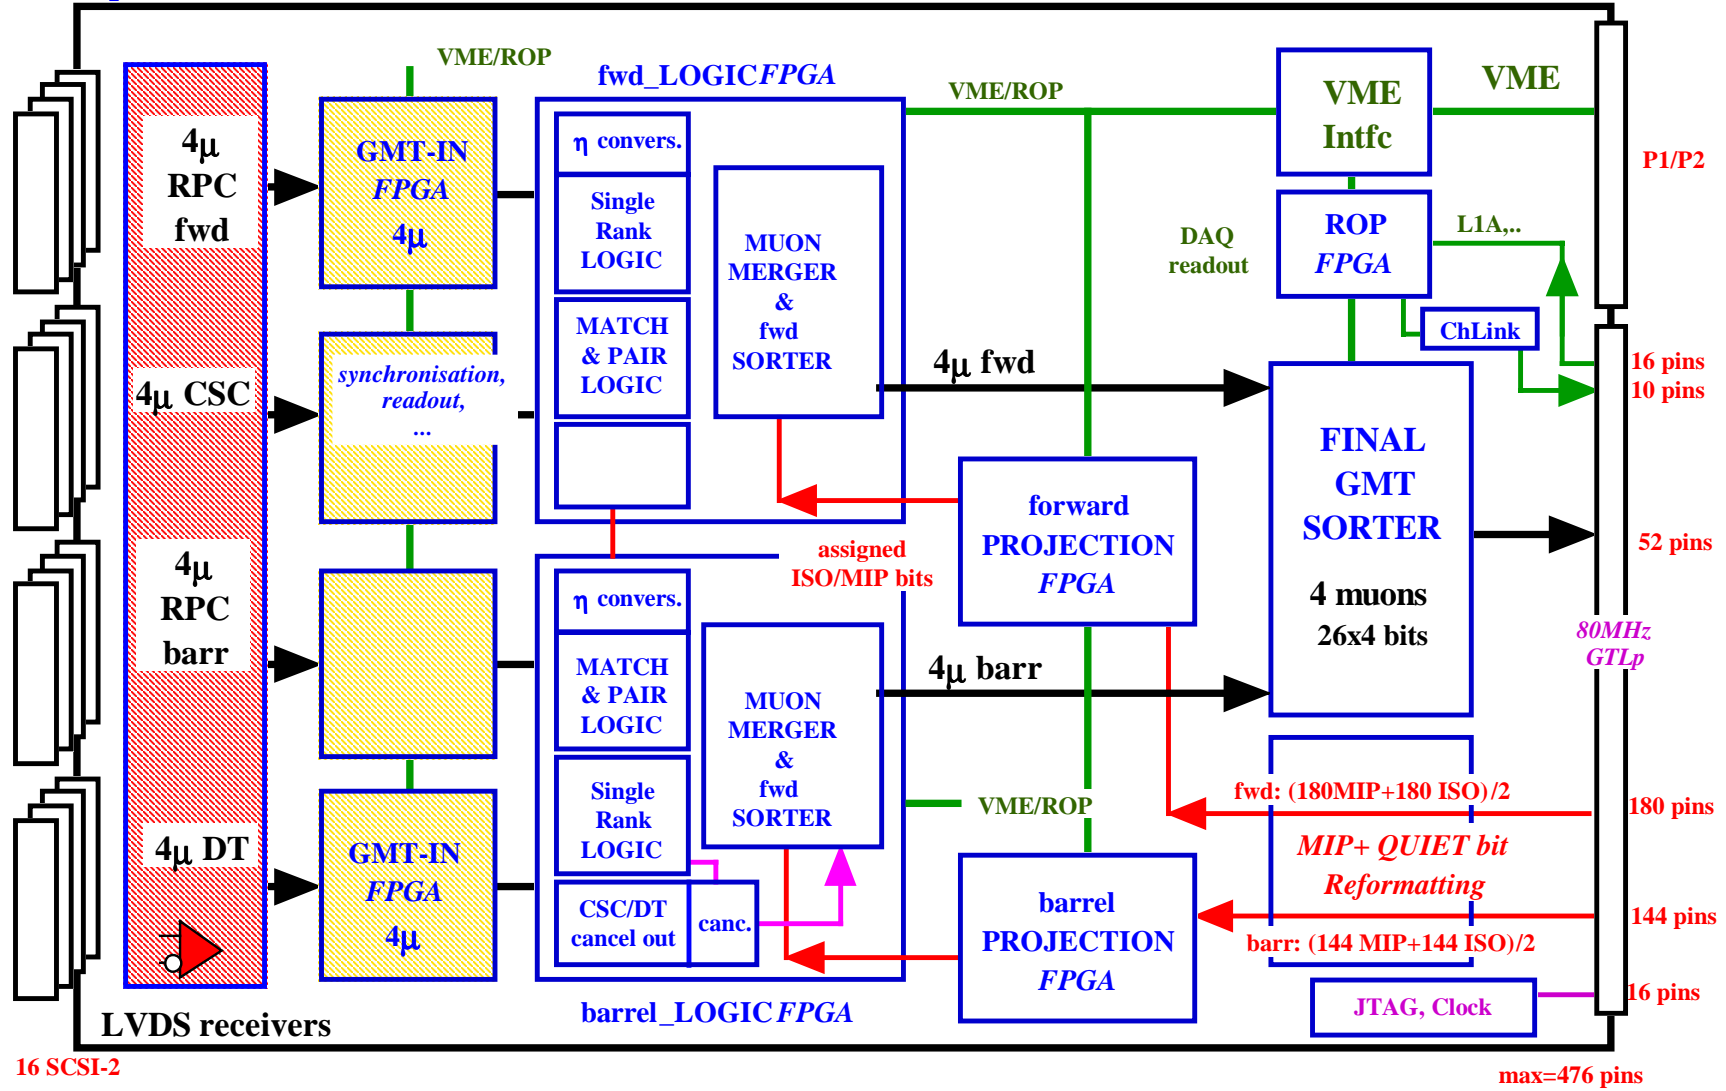 VME/ROP
fwd_LOGIC FPGA
VME/ROP
VME
Intfc
VME
P1/P2
4μ
RPC
fwd
GMT-IN
FPGA
4μ
η convers.
Single
Rank
LOGIC
MATCH
& PAIR
LOGIC
MUON
MERGER
&
fwd
SORTER
DAQ
readout
ROP
FPGA
L1A,..
ChLink
16 pins
10 pins
4μ CSC
synchronisation,
readout,
...
4μ fwd
FINAL
GMT
SORTER
4 muons
26x4 bits
52 pins
forward
PROJECTION
FPGA
assigned
ISO/MIP bits
80MHz
GTLp
4μ
RPC
barr
η convers.
MATCH
& PAIR
LOGIC
Single
Rank
LOGIC
CSC/DT
cancel out
canc.
MUON
MERGER
&
fwd
SORTER
4μ barr
VME/ROP
fwd: (180MIP+180 ISO)/2
180 pins
MIP+ QUIET bit
Reformatting
144 pins
barr: (144 MIP+144 ISO)/2
4μ DT
GMT-IN
FPGA
4μ
barrel
PROJECTION
FPGA
JTAG, Clock
16 pins
LVDS receivers
barrel_LOGIC FPGA
16 SCSI-2
max=476 pins